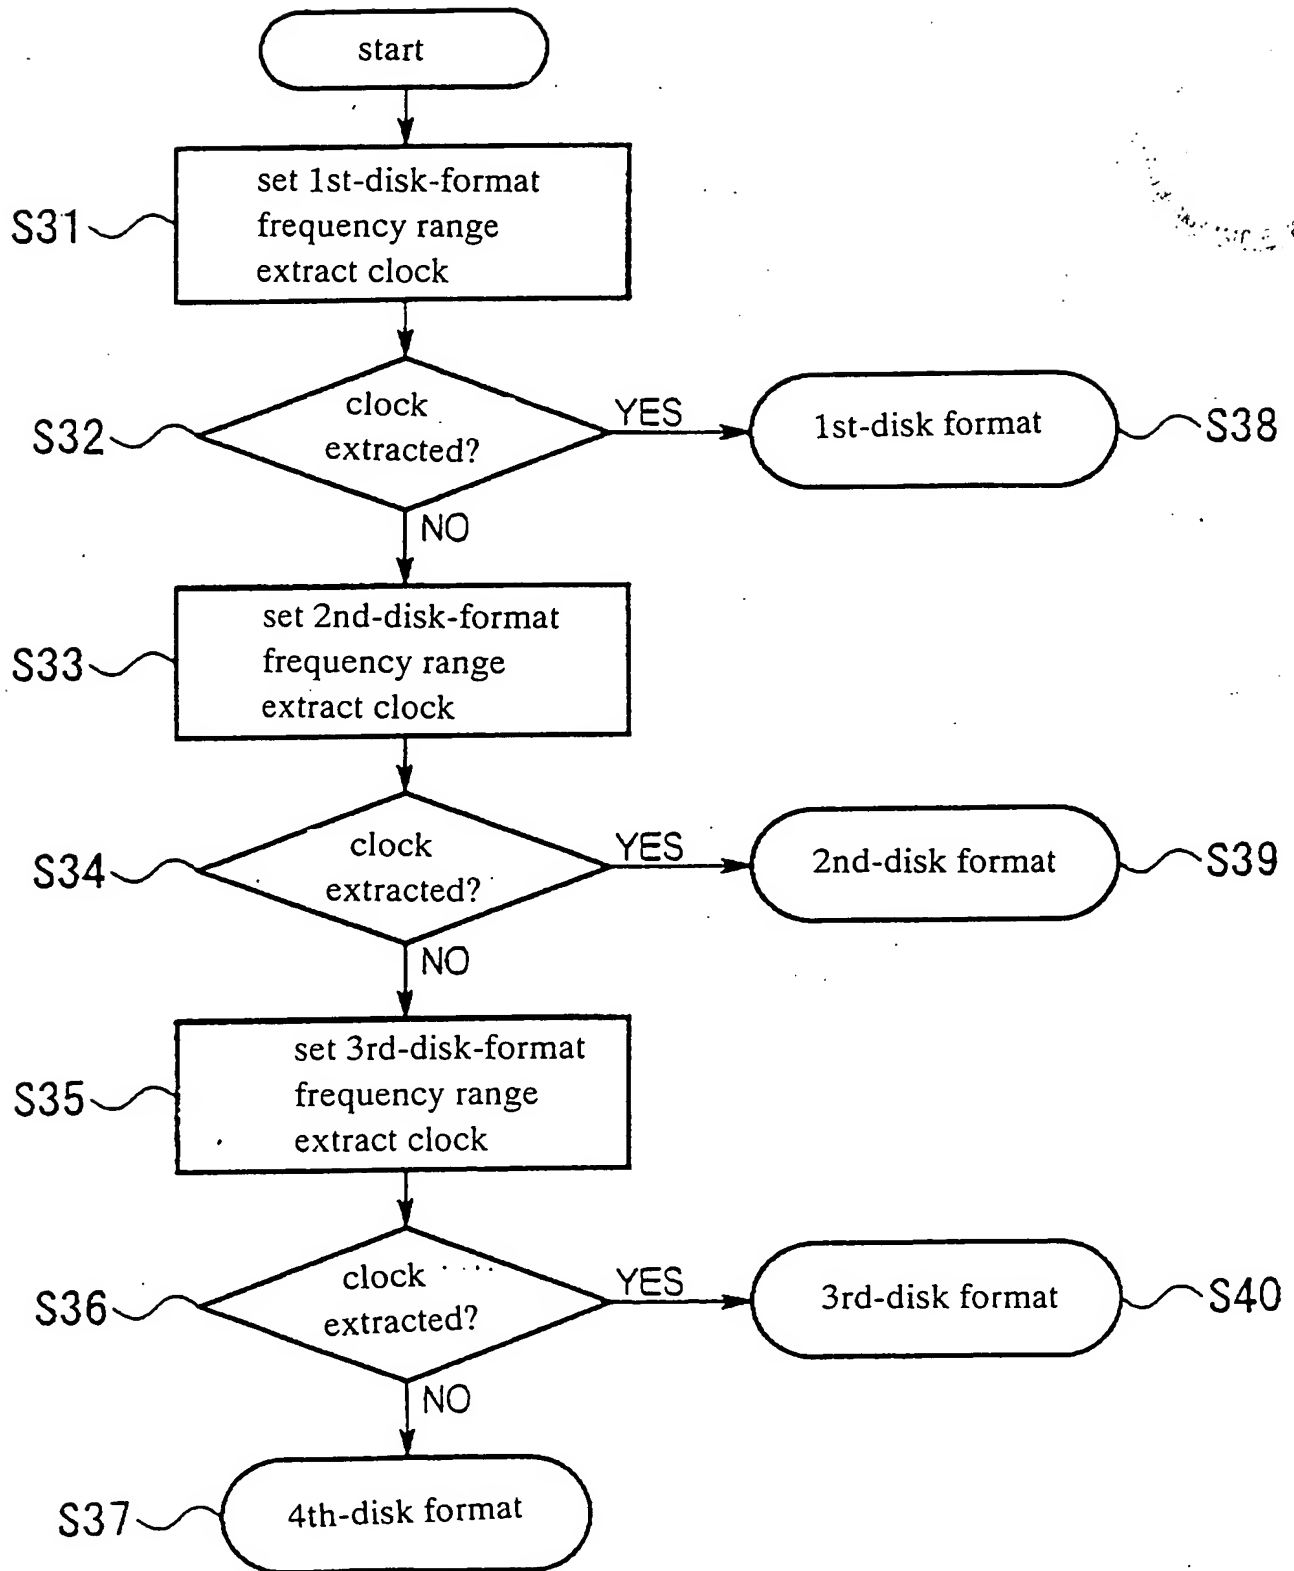 start
set 1st-disk-format
frequency range
extract clock
S31
clock
extracted?
S32
YES
1st-disk format
S38
NO
set 2nd-disk-format
frequency range
extract clock
S33
clock
extracted?
S34
YES
2nd-disk format
S39
NO
set 3rd-disk-format
frequency range
extract clock
S35
clock
extracted?
S36
YES
3rd-disk format
S40
NO
4th-disk format
S37